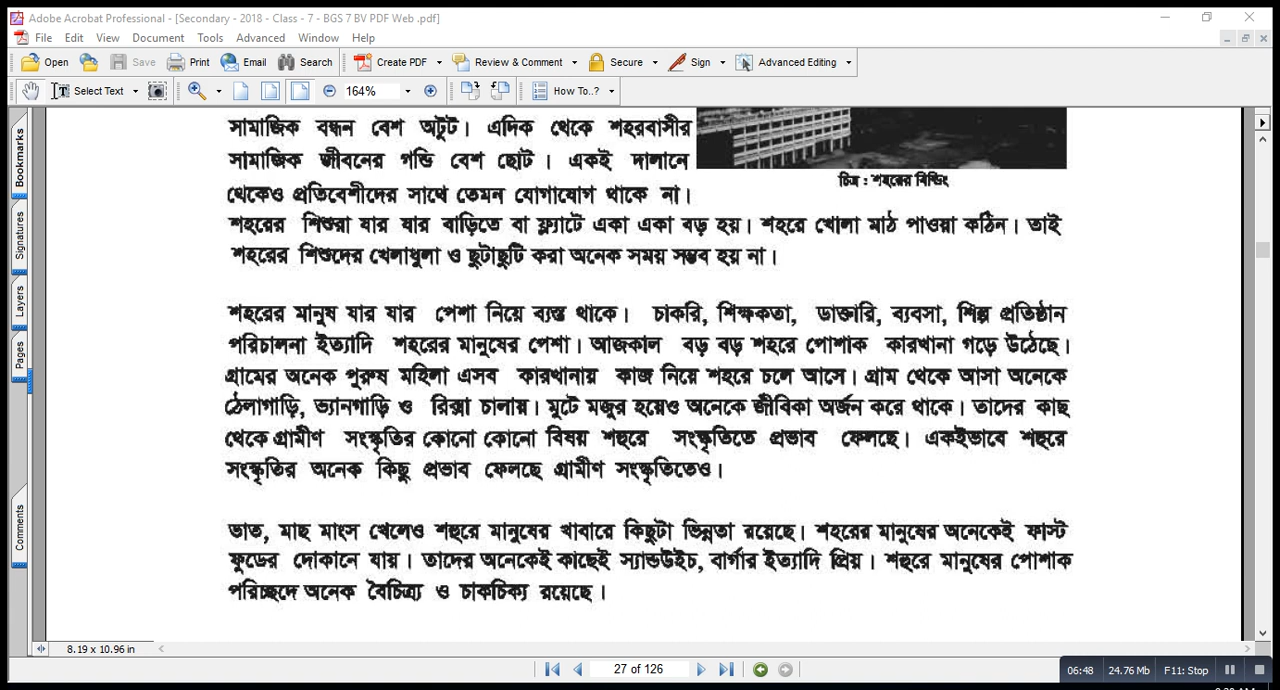 Adobe Acrobat Professional - [Secondary - 2018 - Class - 7 - BGS 7 BV PDF Web .pdf]
File Edit View Document Tools Advanced Window Help
Open Save Print Email Search Create PDF Review & Comment Secure Sign Advanced Editing
Select Text 164% How To..?
Bookmarks
Signatures
Layers
Pages
Comments
সামাজিক বন্ধন বেশ অটুট। এদিক থেকে শহরবাসীর
সামাজিক জীবনের গন্ডি বেশ ছোট । একই দালানে
থেকেও প্রতিবেশীদের সাথে তেমন যোগাযোগ থাকে না।
চিত্র : শহরের বিল্ডিং
শহরের শিশুরা যার যার বাড়িতে বা ফ্ল্যাটে একা একা বড় হয়। শহরে খোলা মাঠ পাওয়া কঠিন। তাই
শহরের শিশুদের খেলাধুলা ও ছুটাছুটি করা অনেক সময় সম্ভব হয় না।
শহরের মানুষ যার যার পেশা নিয়ে ব্যস্ত থাকে। চাকরি, শিক্ষকতা, ডাক্তারি, ব্যবসা, শিল্প প্রতিষ্ঠান
পরিচালনা ইত্যাদি শহরের মানুষের পেশা। আজকাল বড় বড় শহরে পোশাক কারখানা গড়ে উঠেছে।
গ্রামের অনেক পুরুষ মহিলা এসব কারখানায় কাজ নিয়ে শহরে চলে আসে। গ্রাম থেকে আসা অনেকে
ঠেলাগাড়ি, ভ্যানগাড়ি ও রিক্সা চালায়। মুটে মজুর হয়েও অনেকে জীবিকা অর্জন করে থাকে। তাদের কাছ
থেকে গ্রামীণ সংস্কৃতির কোনো কোনো বিষয় শহুরে সংস্কৃতিতে প্রভাব ফেলছে। একইভাবে শহুরে
সংস্কৃতির অনেক কিছু প্রভাব ফেলছে গ্রামীণ সংস্কৃতিতেও।
ভাত, মাছ মাংস খেলেও শহুরে মানুষের খাবারে কিছুটা ভিন্নতা রয়েছে। শহরের মানুষের অনেকেই ফাস্ট
ফুডের দোকানে যায়। তাদের অনেকেই কাছেই স্যান্ডউইচ, বার্গার ইত্যাদি প্রিয়। শহুরে মানুষের পোশাক
পরিচ্ছদে অনেক বৈচিত্র্য ও চাকচিক্য রয়েছে।
8.19 x 10.96 in
27 of 126
06:48 24.76 Mb F11: Stop